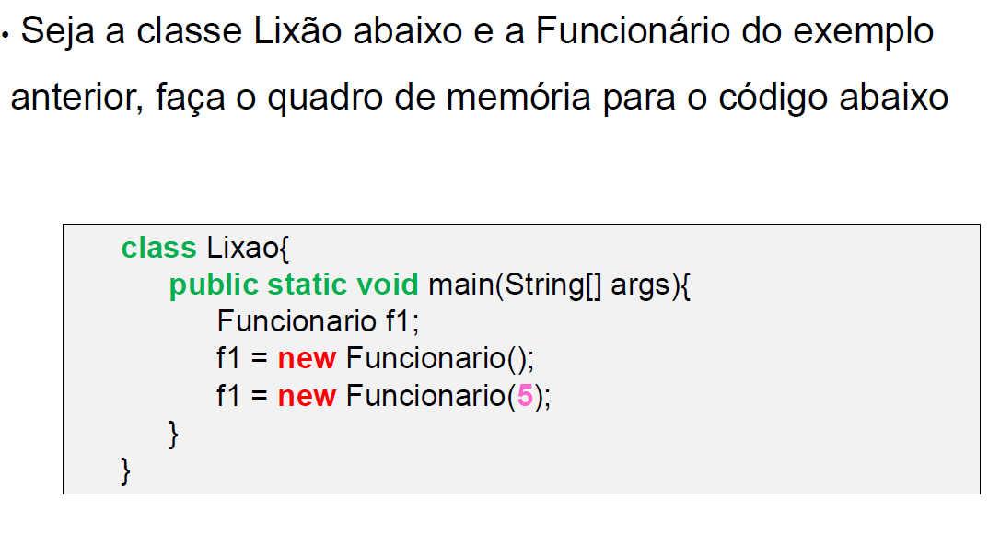 • Seja a classe Lixão abaixo e a Funcionário do exemplo
anterior, faça o quadro de memória para o código abaixo
class Lixao{
public static void main(String[] args){
Funcionario f1;
f1 = new Funcionario();
f1 = new Funcionario(5);
}
}